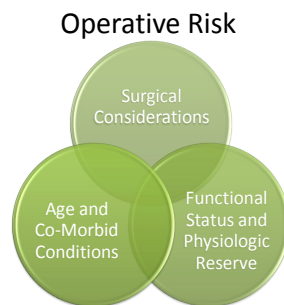 Operative Risk
Surgical
Considerations
Age and
Co-Morbid
Conditions
Functional
Status and
Physiologic
Reserve